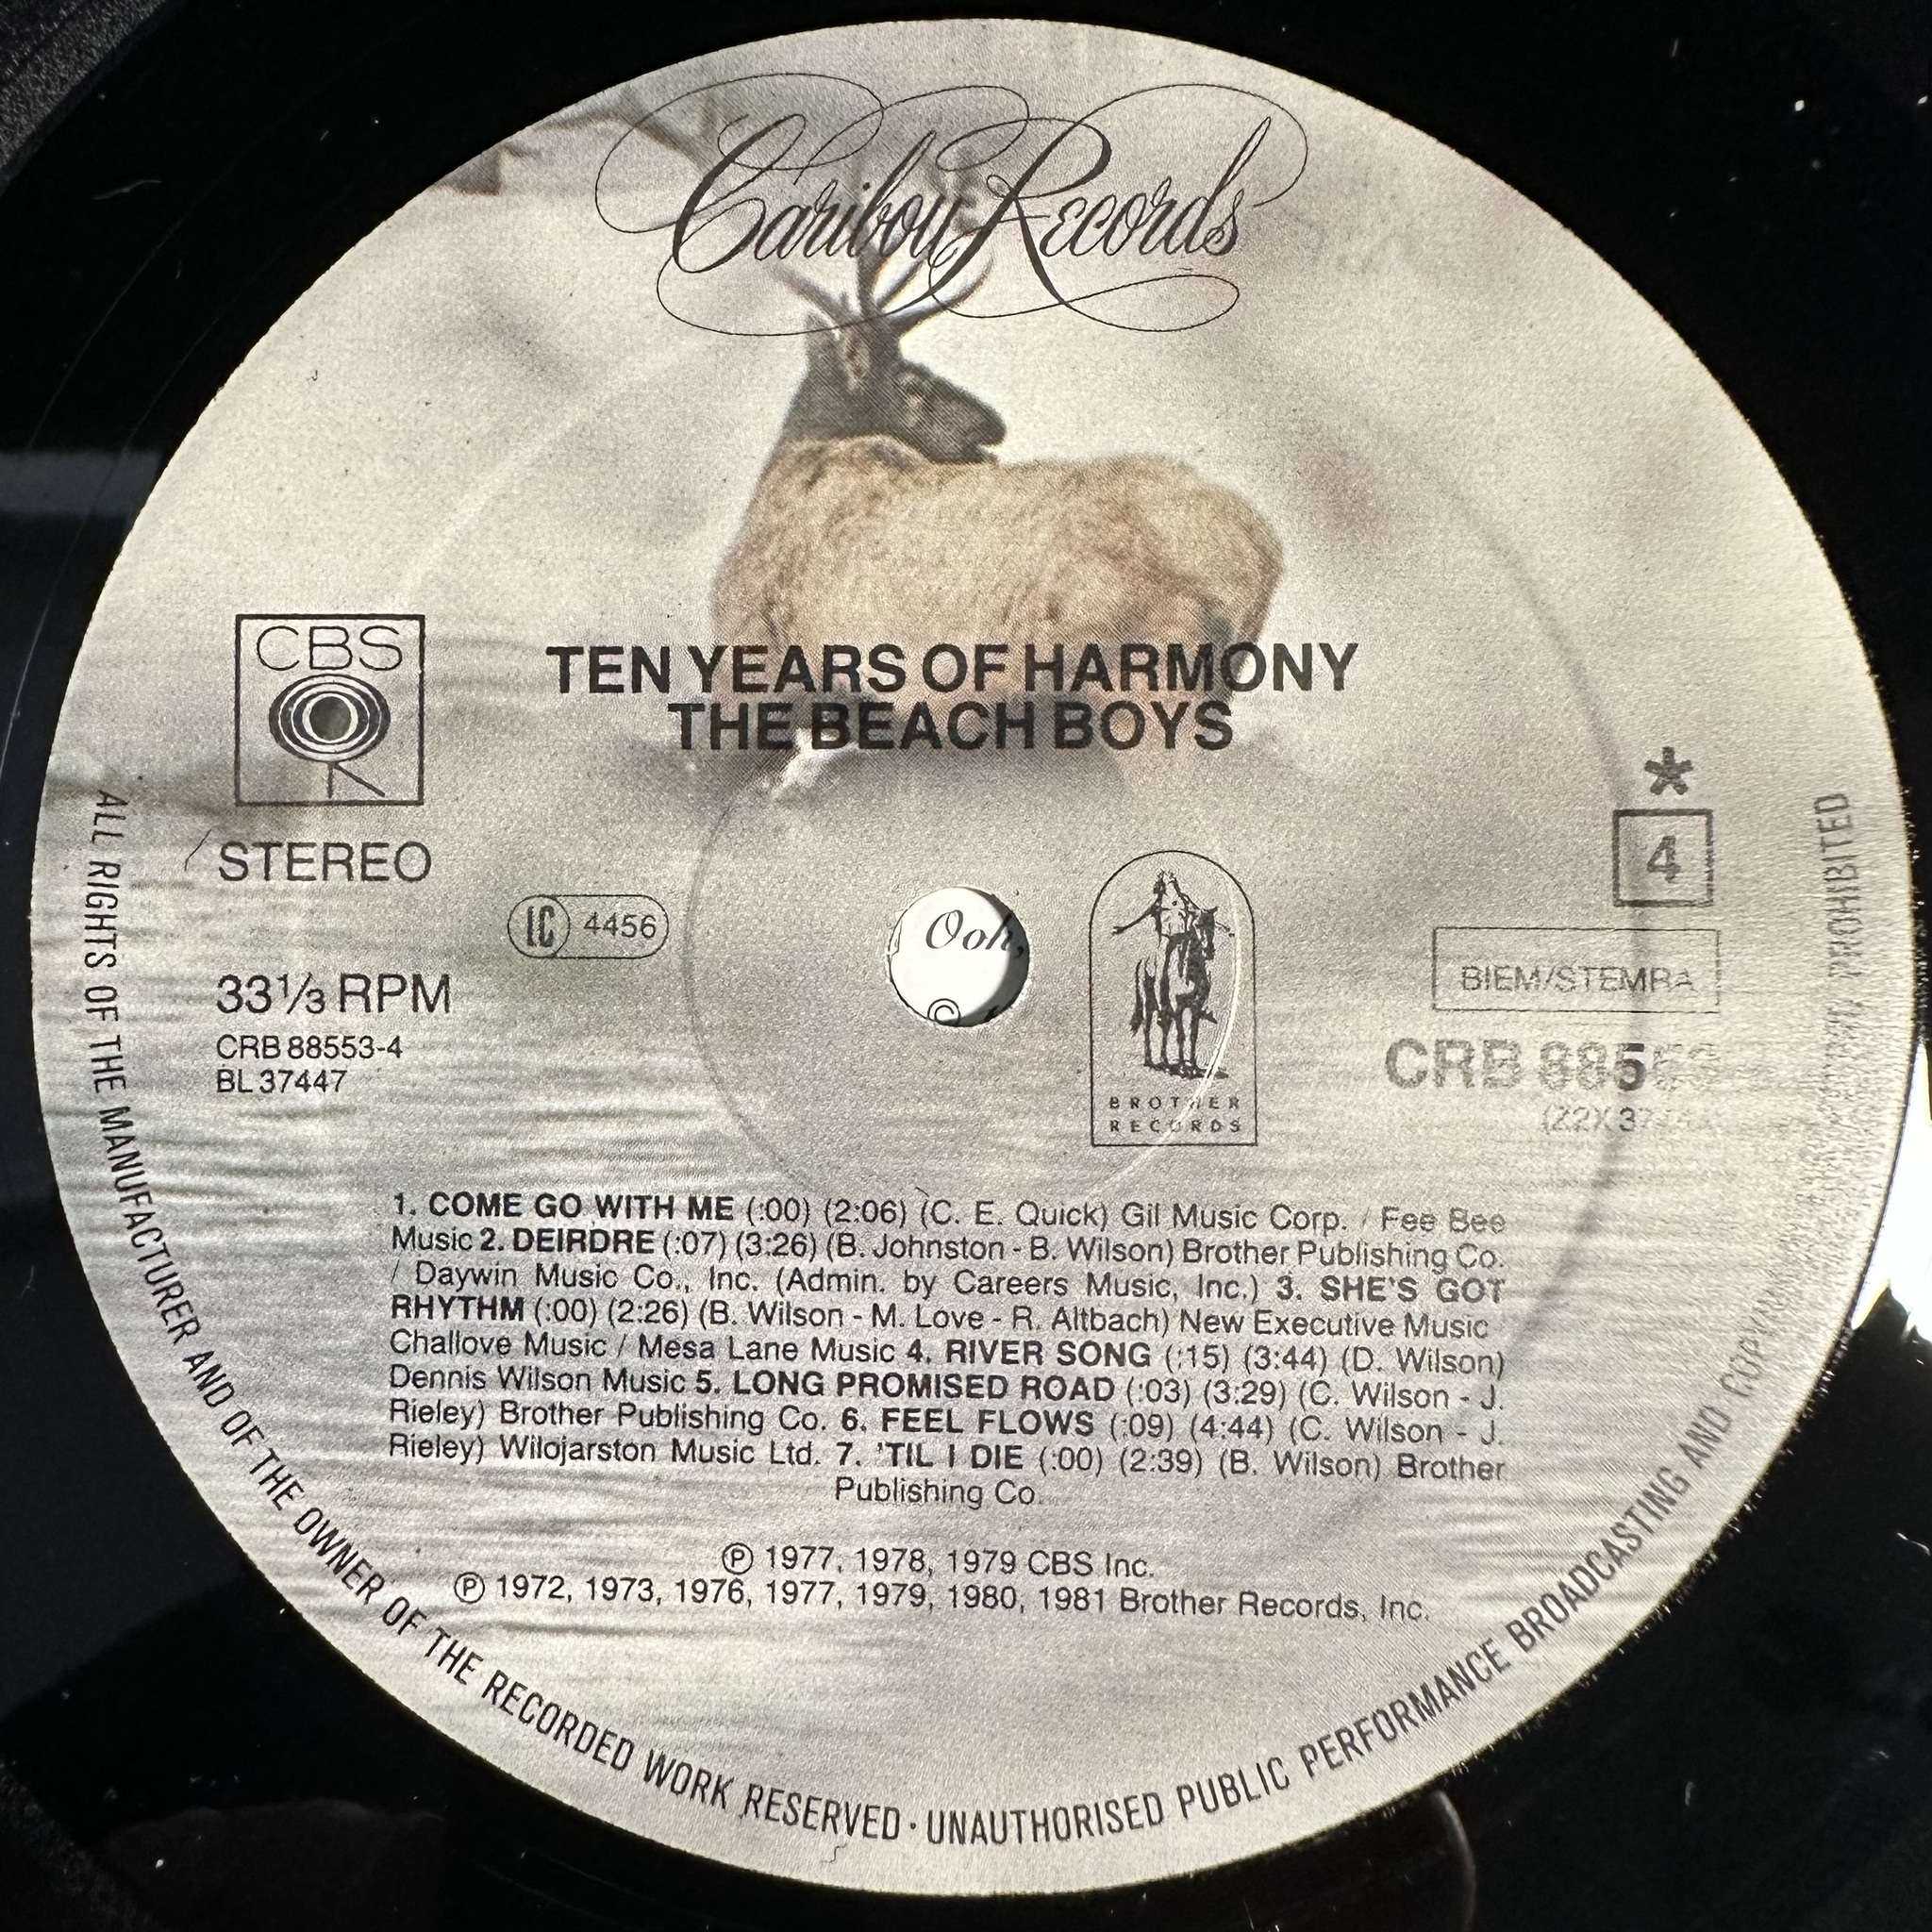 Caribou Records
CBS
TEN YEARS OF HARMONY
THE BEACH BOYS
STEREO
LC 4456
*
4
33⅓ RPM
CRB 88553-4
BL 37447
Ooh,
©
BROTHER
RECORDS
BIEM/STEMRA
CRB 88553
(Z2X 37
1. COME GO WITH ME (:00) (2:06) (C. E. Quick) Gil Music Corp. / Fee Bee
Music 2. DEIRDRE (:07) (3:26) (B. Johnston - B. Wilson) Brother Publishing Co.
/ Daywin Music Co., Inc. (Admin. by Careers Music, Inc.) 3. SHE'S GOT
RHYTHM (:00) (2:26) (B. Wilson - M. Love - R. Altbach) New Executive Music
Challove Music / Mesa Lane Music 4. RIVER SONG (:15) (3:44) (D. Wilson)
Dennis Wilson Music 5. LONG PROMISED ROAD (:03) (3:29) (C. Wilson - J.
Rieley) Brother Publishing Co. 6. FEEL FLOWS (:09) (4:44) (C. Wilson - J.
Rieley) Wilojarston Music Ltd. 7. 'TIL I DIE (:00) (2:39) (B. Wilson) Brother
Publishing Co.
℗ 1977, 1978, 1979 CBS Inc.
℗ 1972, 1973, 1976, 1977, 1979, 1980, 1981 Brother Records, Inc.
ALL RIGHTS OF THE MANUFACTURER AND OF THE OWNER OF THE RECORDED WORK RESERVED · UNAUTHORISED PUBLIC PERFORMANCE BROADCASTING AND COPYING PROHIBITED